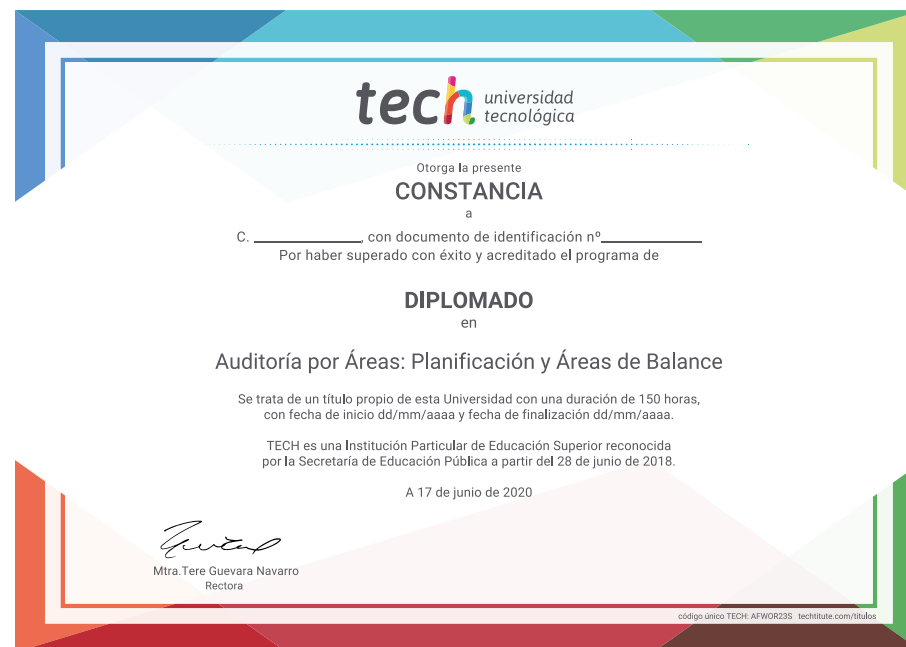 tech universidad
tecnológica
Otorga la presente
CONSTANCIA
a
C. ______________, con documento de identificación nº_____________
Por haber superado con éxito y acreditado el programa de
DIPLOMADO
en
Auditoría por Áreas: Planificación y Áreas de Balance
Se trata de un título propio de esta Universidad con una duración de 150 horas,
con fecha de inicio dd/mm/aaaa y fecha de finalización dd/mm/aaaa.
TECH es una Institución Particular de Educación Superior reconocida
por la Secretaría de Educación Pública a partir del 28 de junio de 2018.
A 17 de junio de 2020
Mtra.Tere Guevara Navarro
Rectora
código único TECH: AFWOR23S techtitute.com/titulos